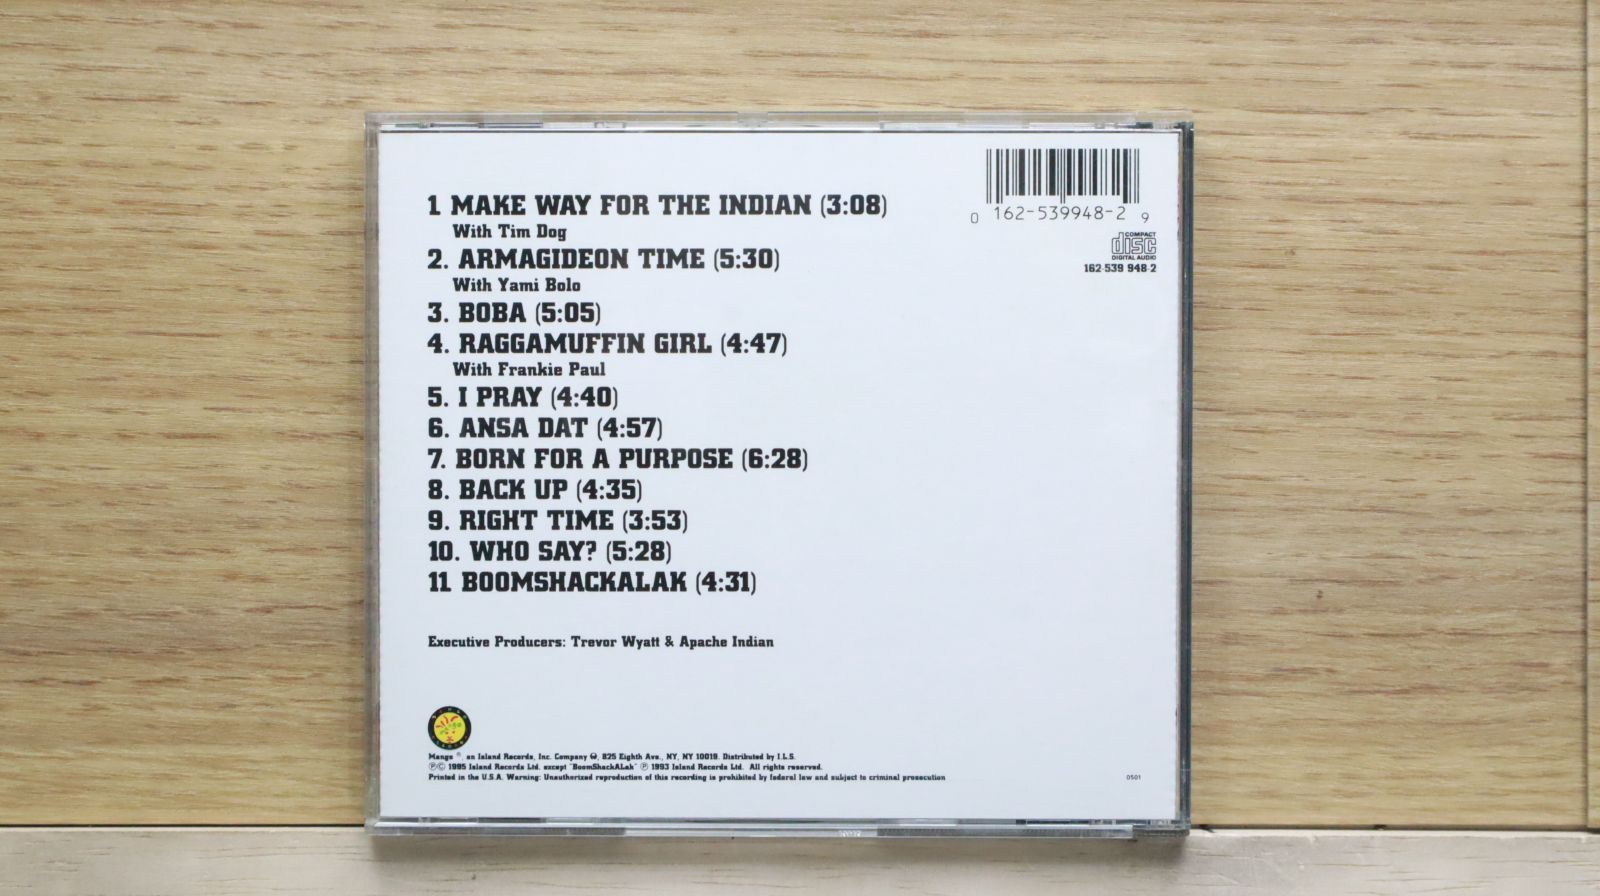 1 MAKE WAY FOR THE INDIAN (3:08)
With Tim Dog
2. ARMAGIDEON TIME (5:30)
With Yami Bolo
3. BOBA (5:05)
4. RAGGAMUFFIN GIRL (4:47)
With Frankie Paul
5. I PRAY (4:40)
6. ANSA DAT (4:57)
7. BORN FOR A PURPOSE (6:28)
8. BACK UP (4:35)
9. RIGHT TIME (3:53)
10. WHO SAY? (5:28)
11 BOOMSHACKALAK (4:31)
0 162-539948-2 9
COMPACT
disc
DIGITAL AUDIO
162-539 948-2
Executive Producers: Trevor Wyatt & Apache Indian
Mango ®, an Island Records, Inc. Company, 825 Eighth Ave., NY, NY 10019. Distributed by I.L.S.
℗© 1995 Island Records Ltd. except "BoomShackALak" ℗ 1993 Island Records Ltd. All rights reserved.
Printed in the U.S.A. Warning: Unauthorized reproduction of this recording is prohibited by federal law and subject to criminal prosecution
0501